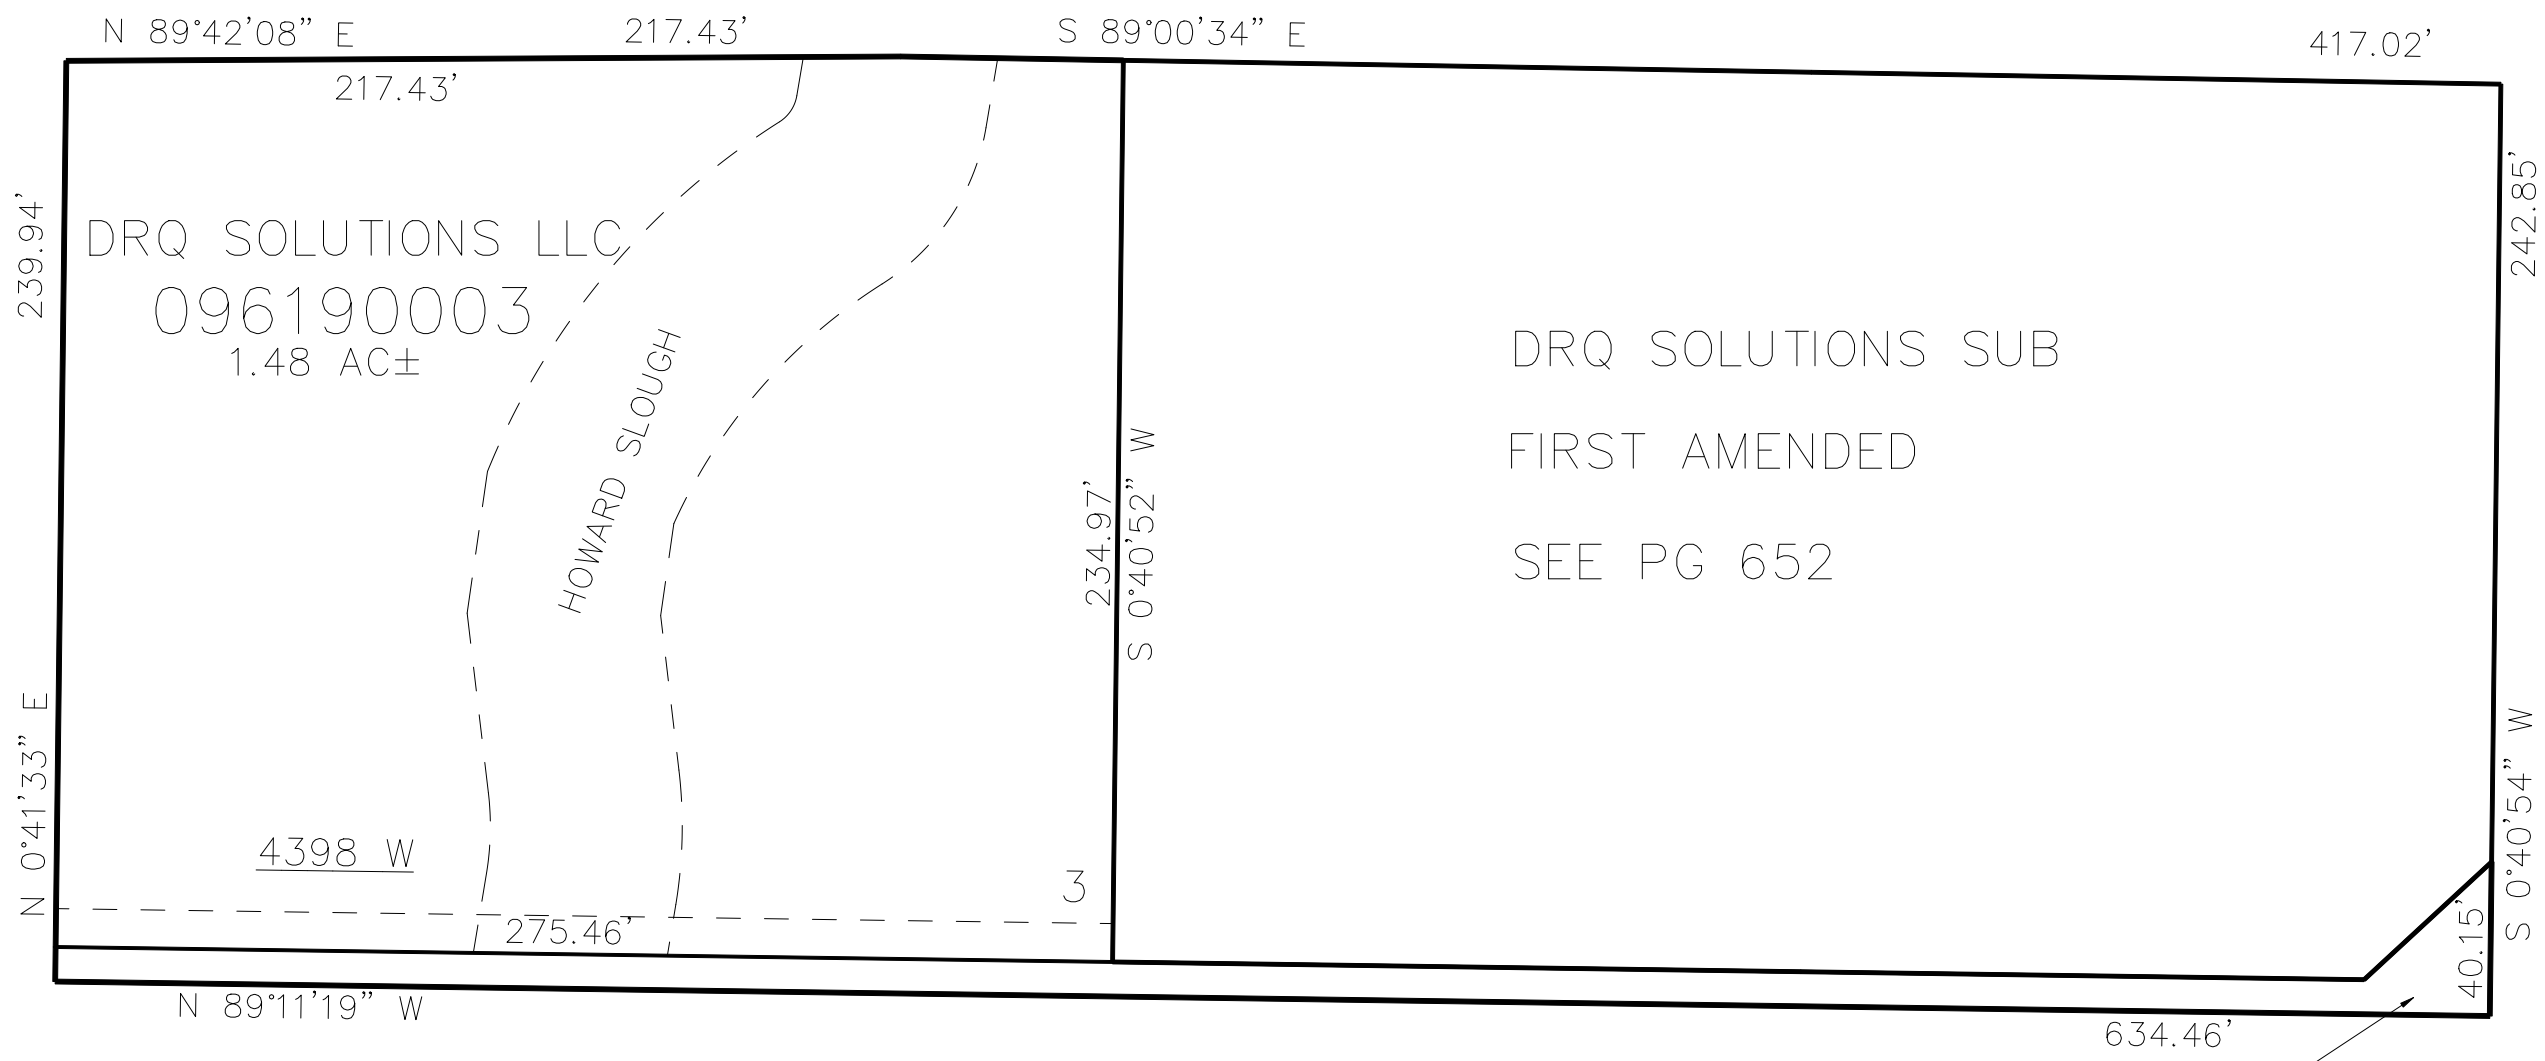 N 89°42'08" E
217.43'
S 89°00'34" E
417.02'
217.43'
239.94'
242.85'
DRQ SOLUTIONS LLC
096190003
1.48 AC±
HOWARD SLOUGH
DRQ SOLUTIONS SUB
FIRST AMENDED
SEE PG 652
234.97'
S 0°40'52" W
N 0°41'33" E
S 0°40'54" W
4398 W
3
275.46'
40.15'
N 89°11'19" W
634.46'